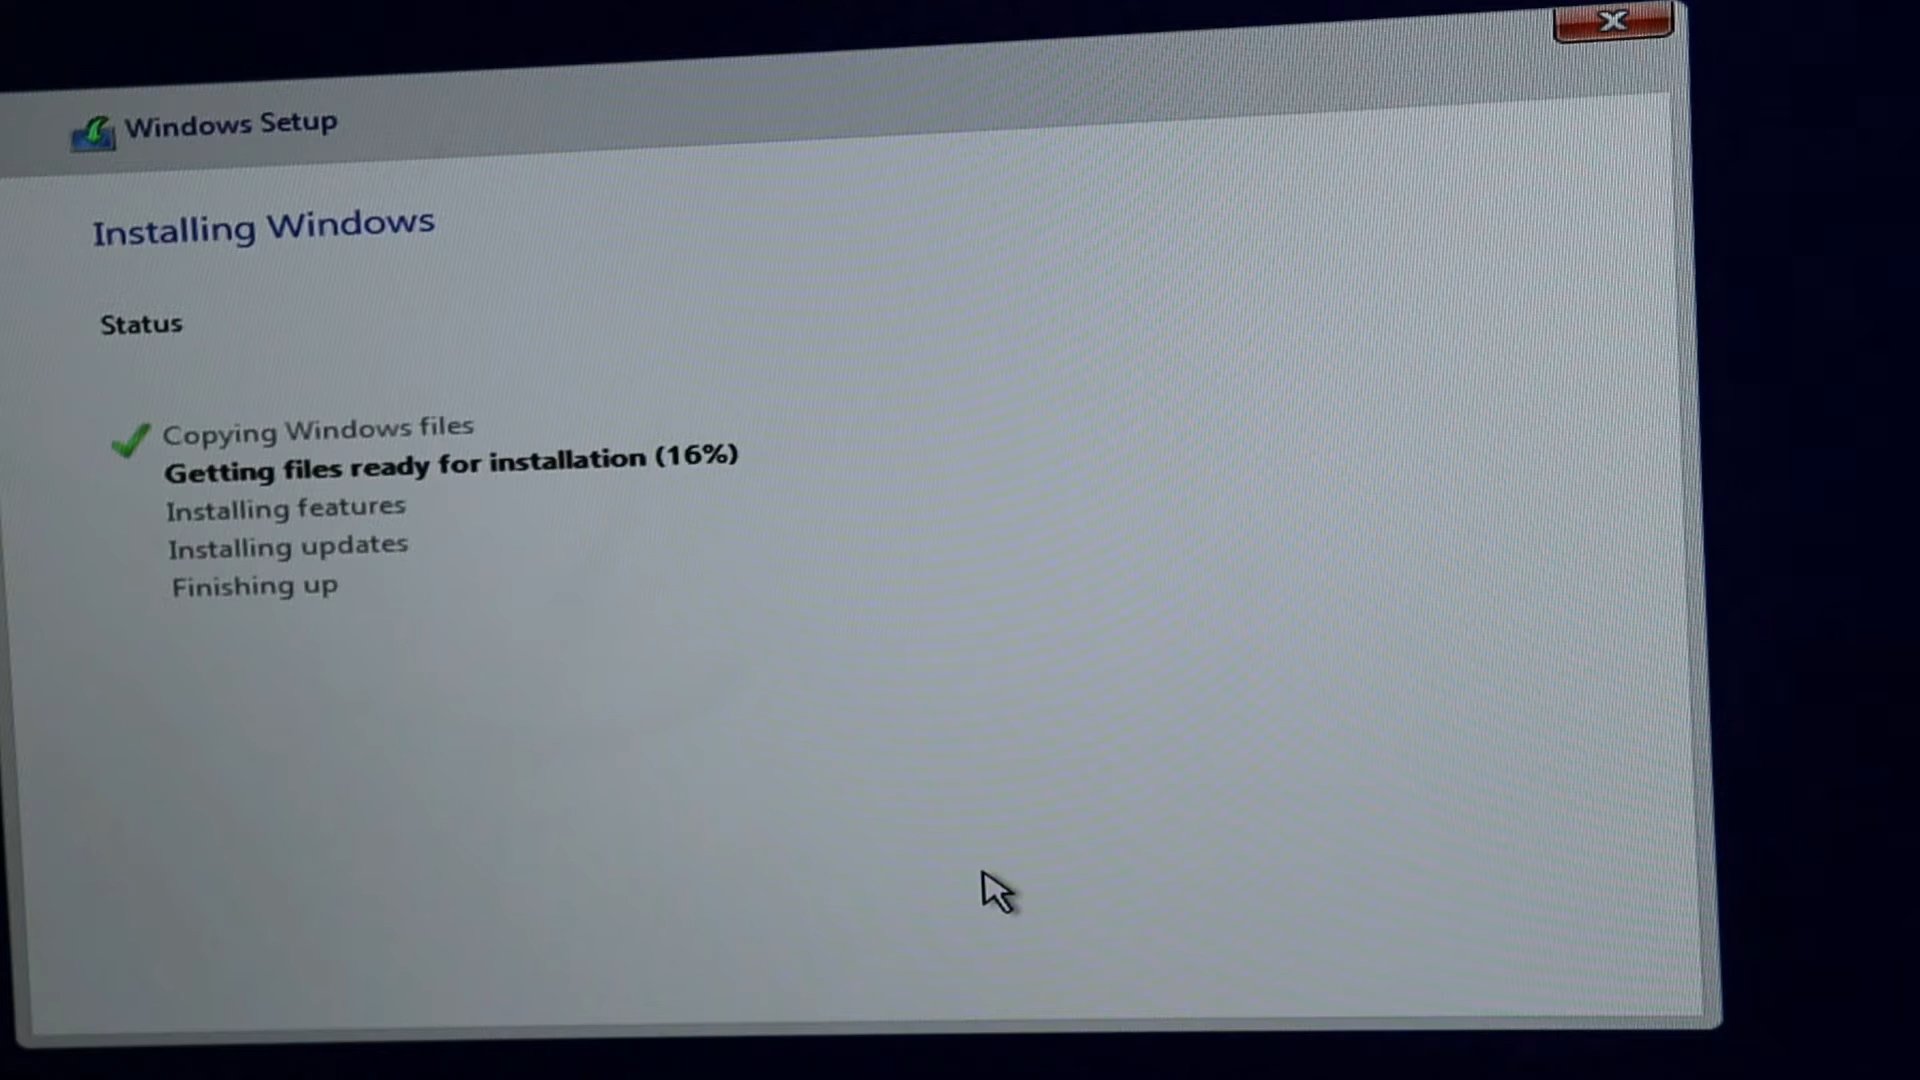 Windows Setup
Installing Windows
Status
Copying Windows files
Getting files ready for installation (16%)
Installing features
Installing updates
Finishing up